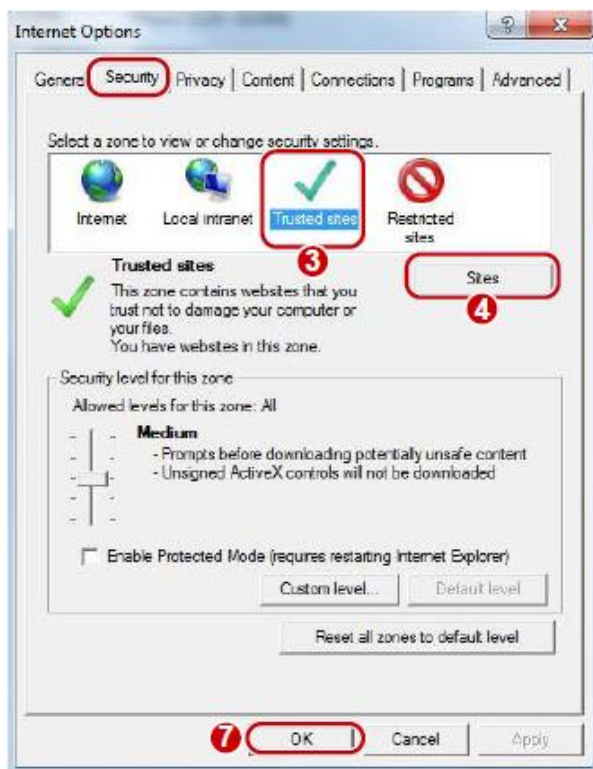 Internet Options
General Security Privacy Content Connections Programs Advanced
Select a zone to view or change security settings.
Internet Local intranet Trusted sites Restricted sites
3
Trusted sites
Sites
4
This zone contains websites that you
trust not to damage your computer or
your files.
You have websites in this zone.
Security level for this zone
Allowed levels for this zone: All
Medium
- Prompts before downloading potentially unsafe content
- Unsigned ActiveX controls will not be downloaded
Enable Protected Mode (requires restarting Internet Explorer)
Custom level... Default level
Reset all zones to default level
7 OK Cancel Apply